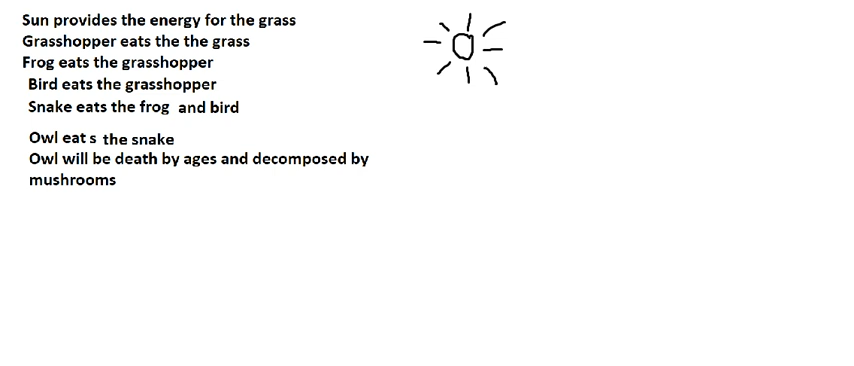 Sun provides the energy for the grass
Grasshopper eats the the grass
Frog eats the grasshopper
Bird eats the grasshopper
Snake eats the frog and bird
Owl eat s the snake
Owl will be death by ages and decomposed by
mushrooms